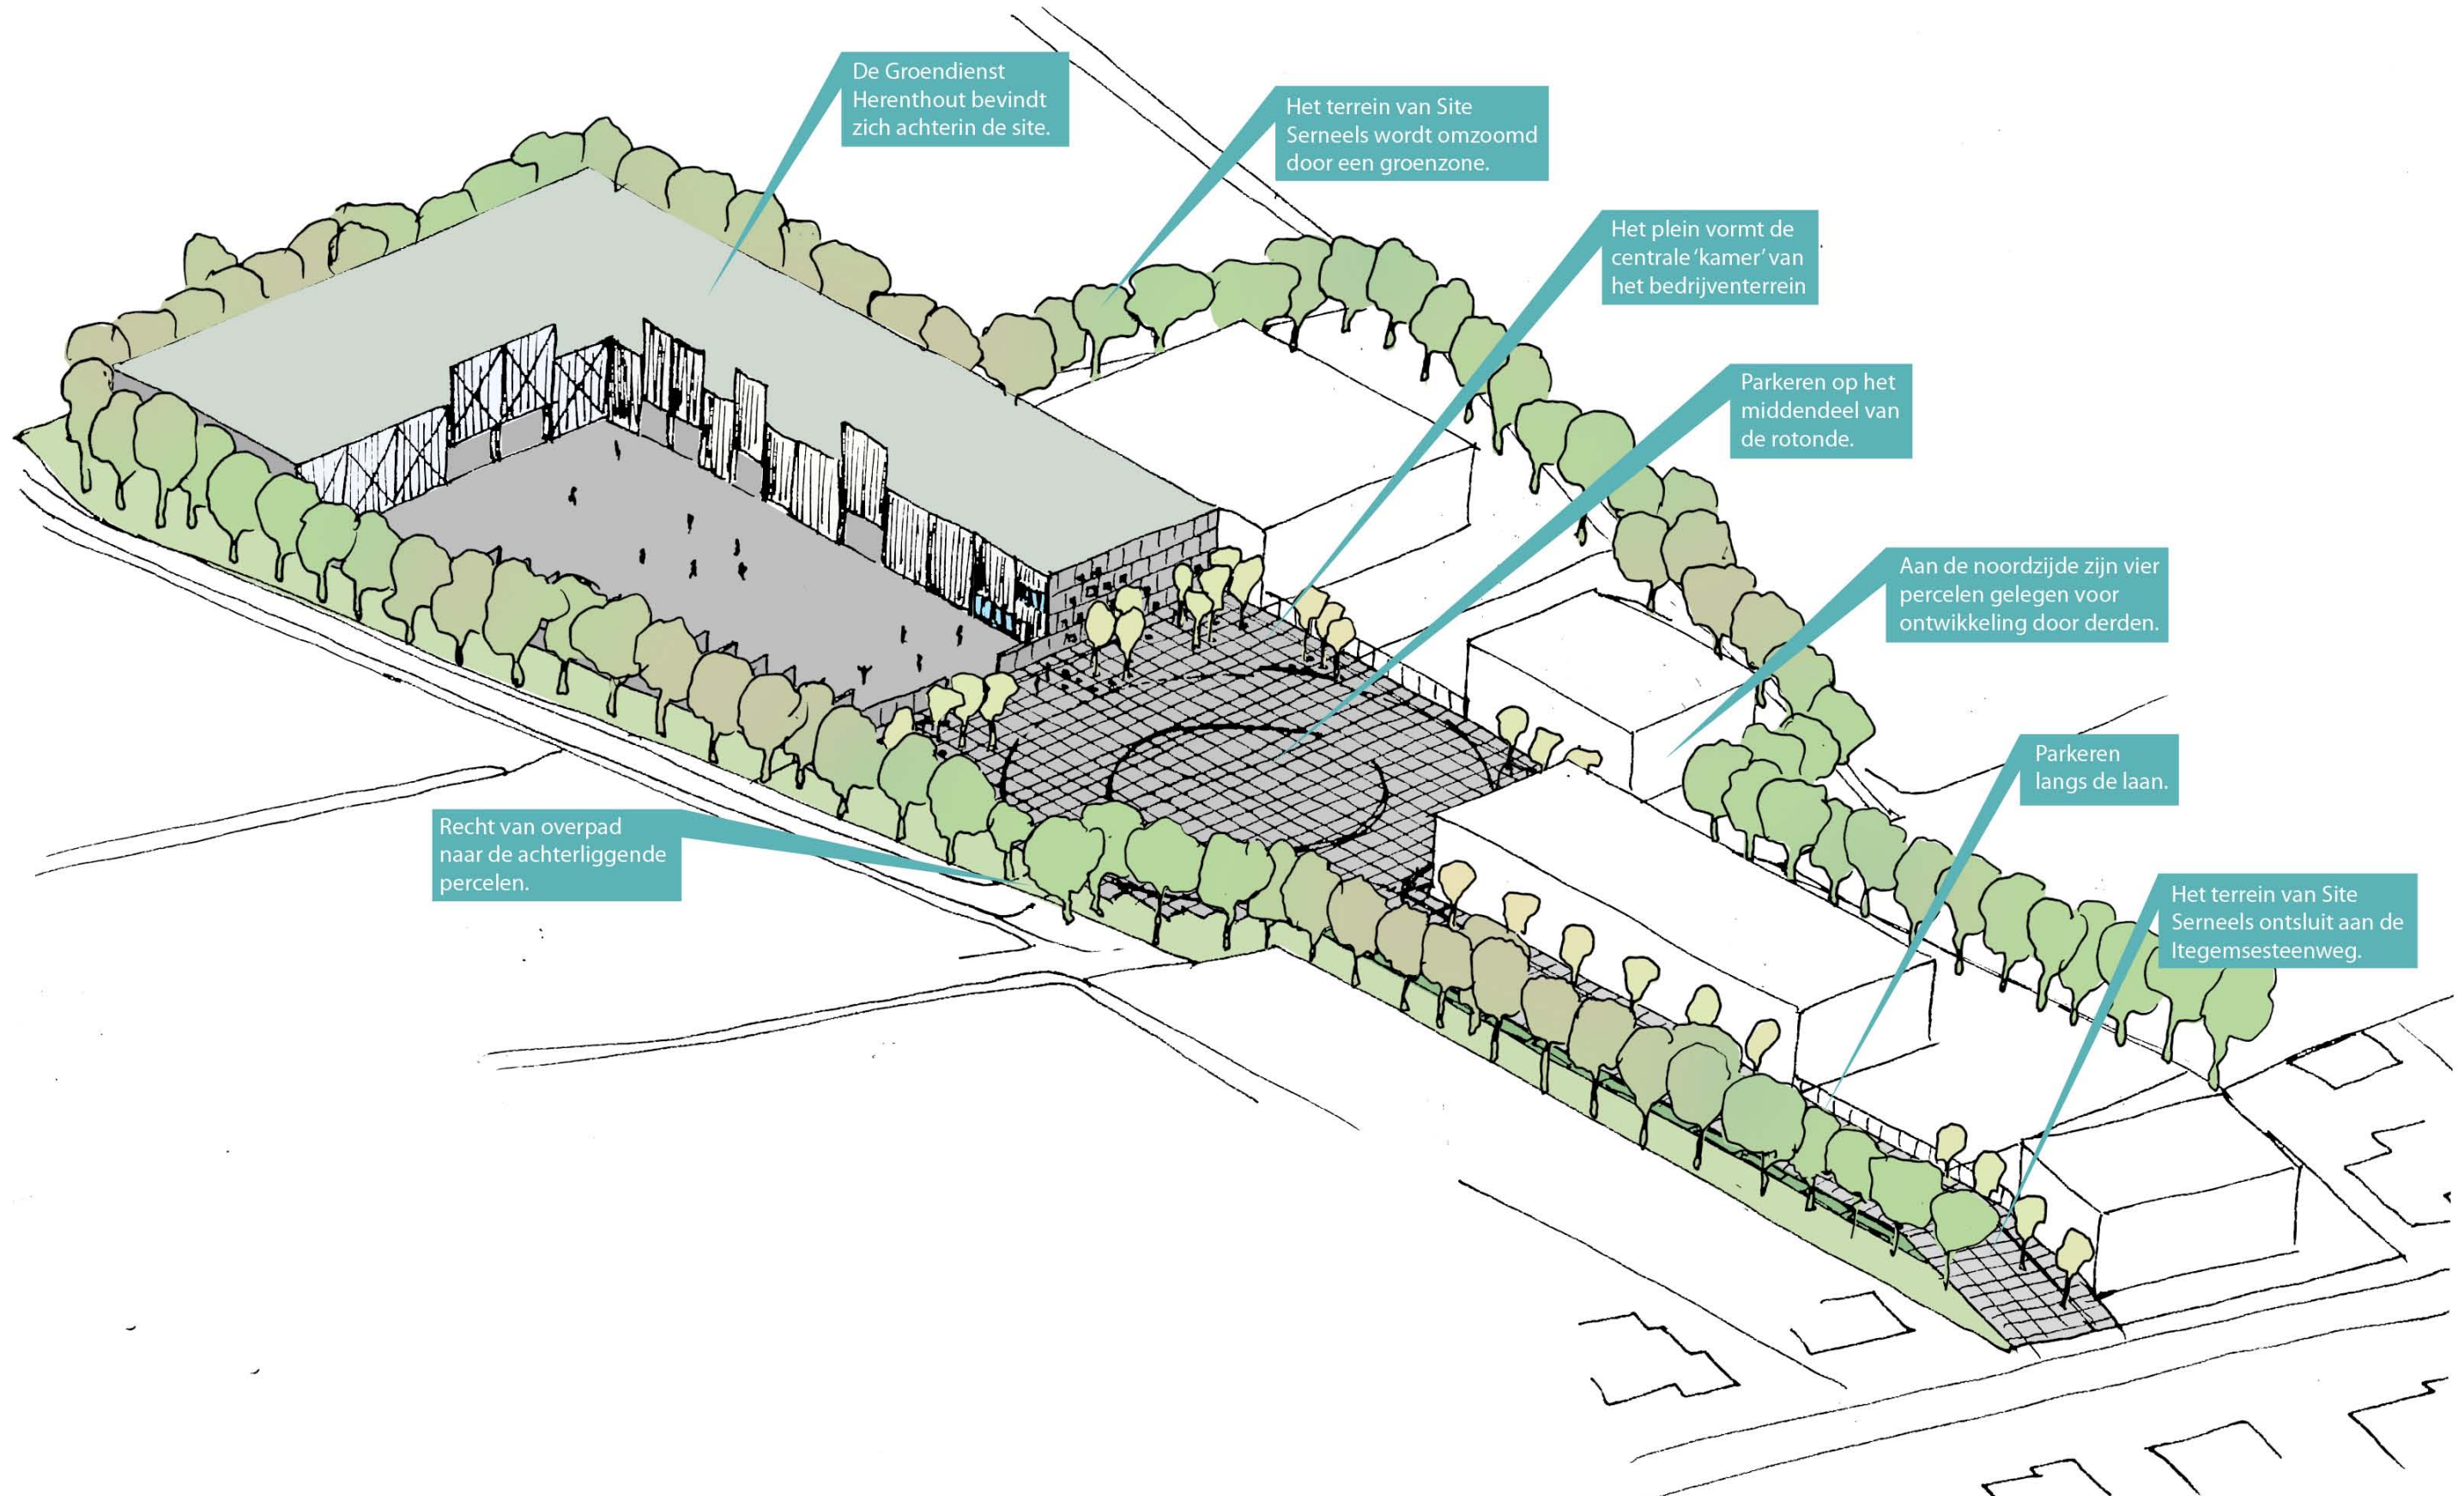 De Groendienst
Herenthout bevindt
zich achterin de site.
Het terrein van Site
Serneels wordt omzoomd
door een groenzone.
Het plein vormt de
centrale ‘kamer’ van
het bedrijventerrein
Parkeren op het
middendeel van
de rotonde.
Aan de noordzijde zijn vier
percelen gelegen voor
ontwikkeling door derden.
Parkeren
langs de laan.
Recht van overpad
naar de achterliggende
percelen.
Het terrein van Site
Serneels ontsluit aan de
Itegemsesteenweg.